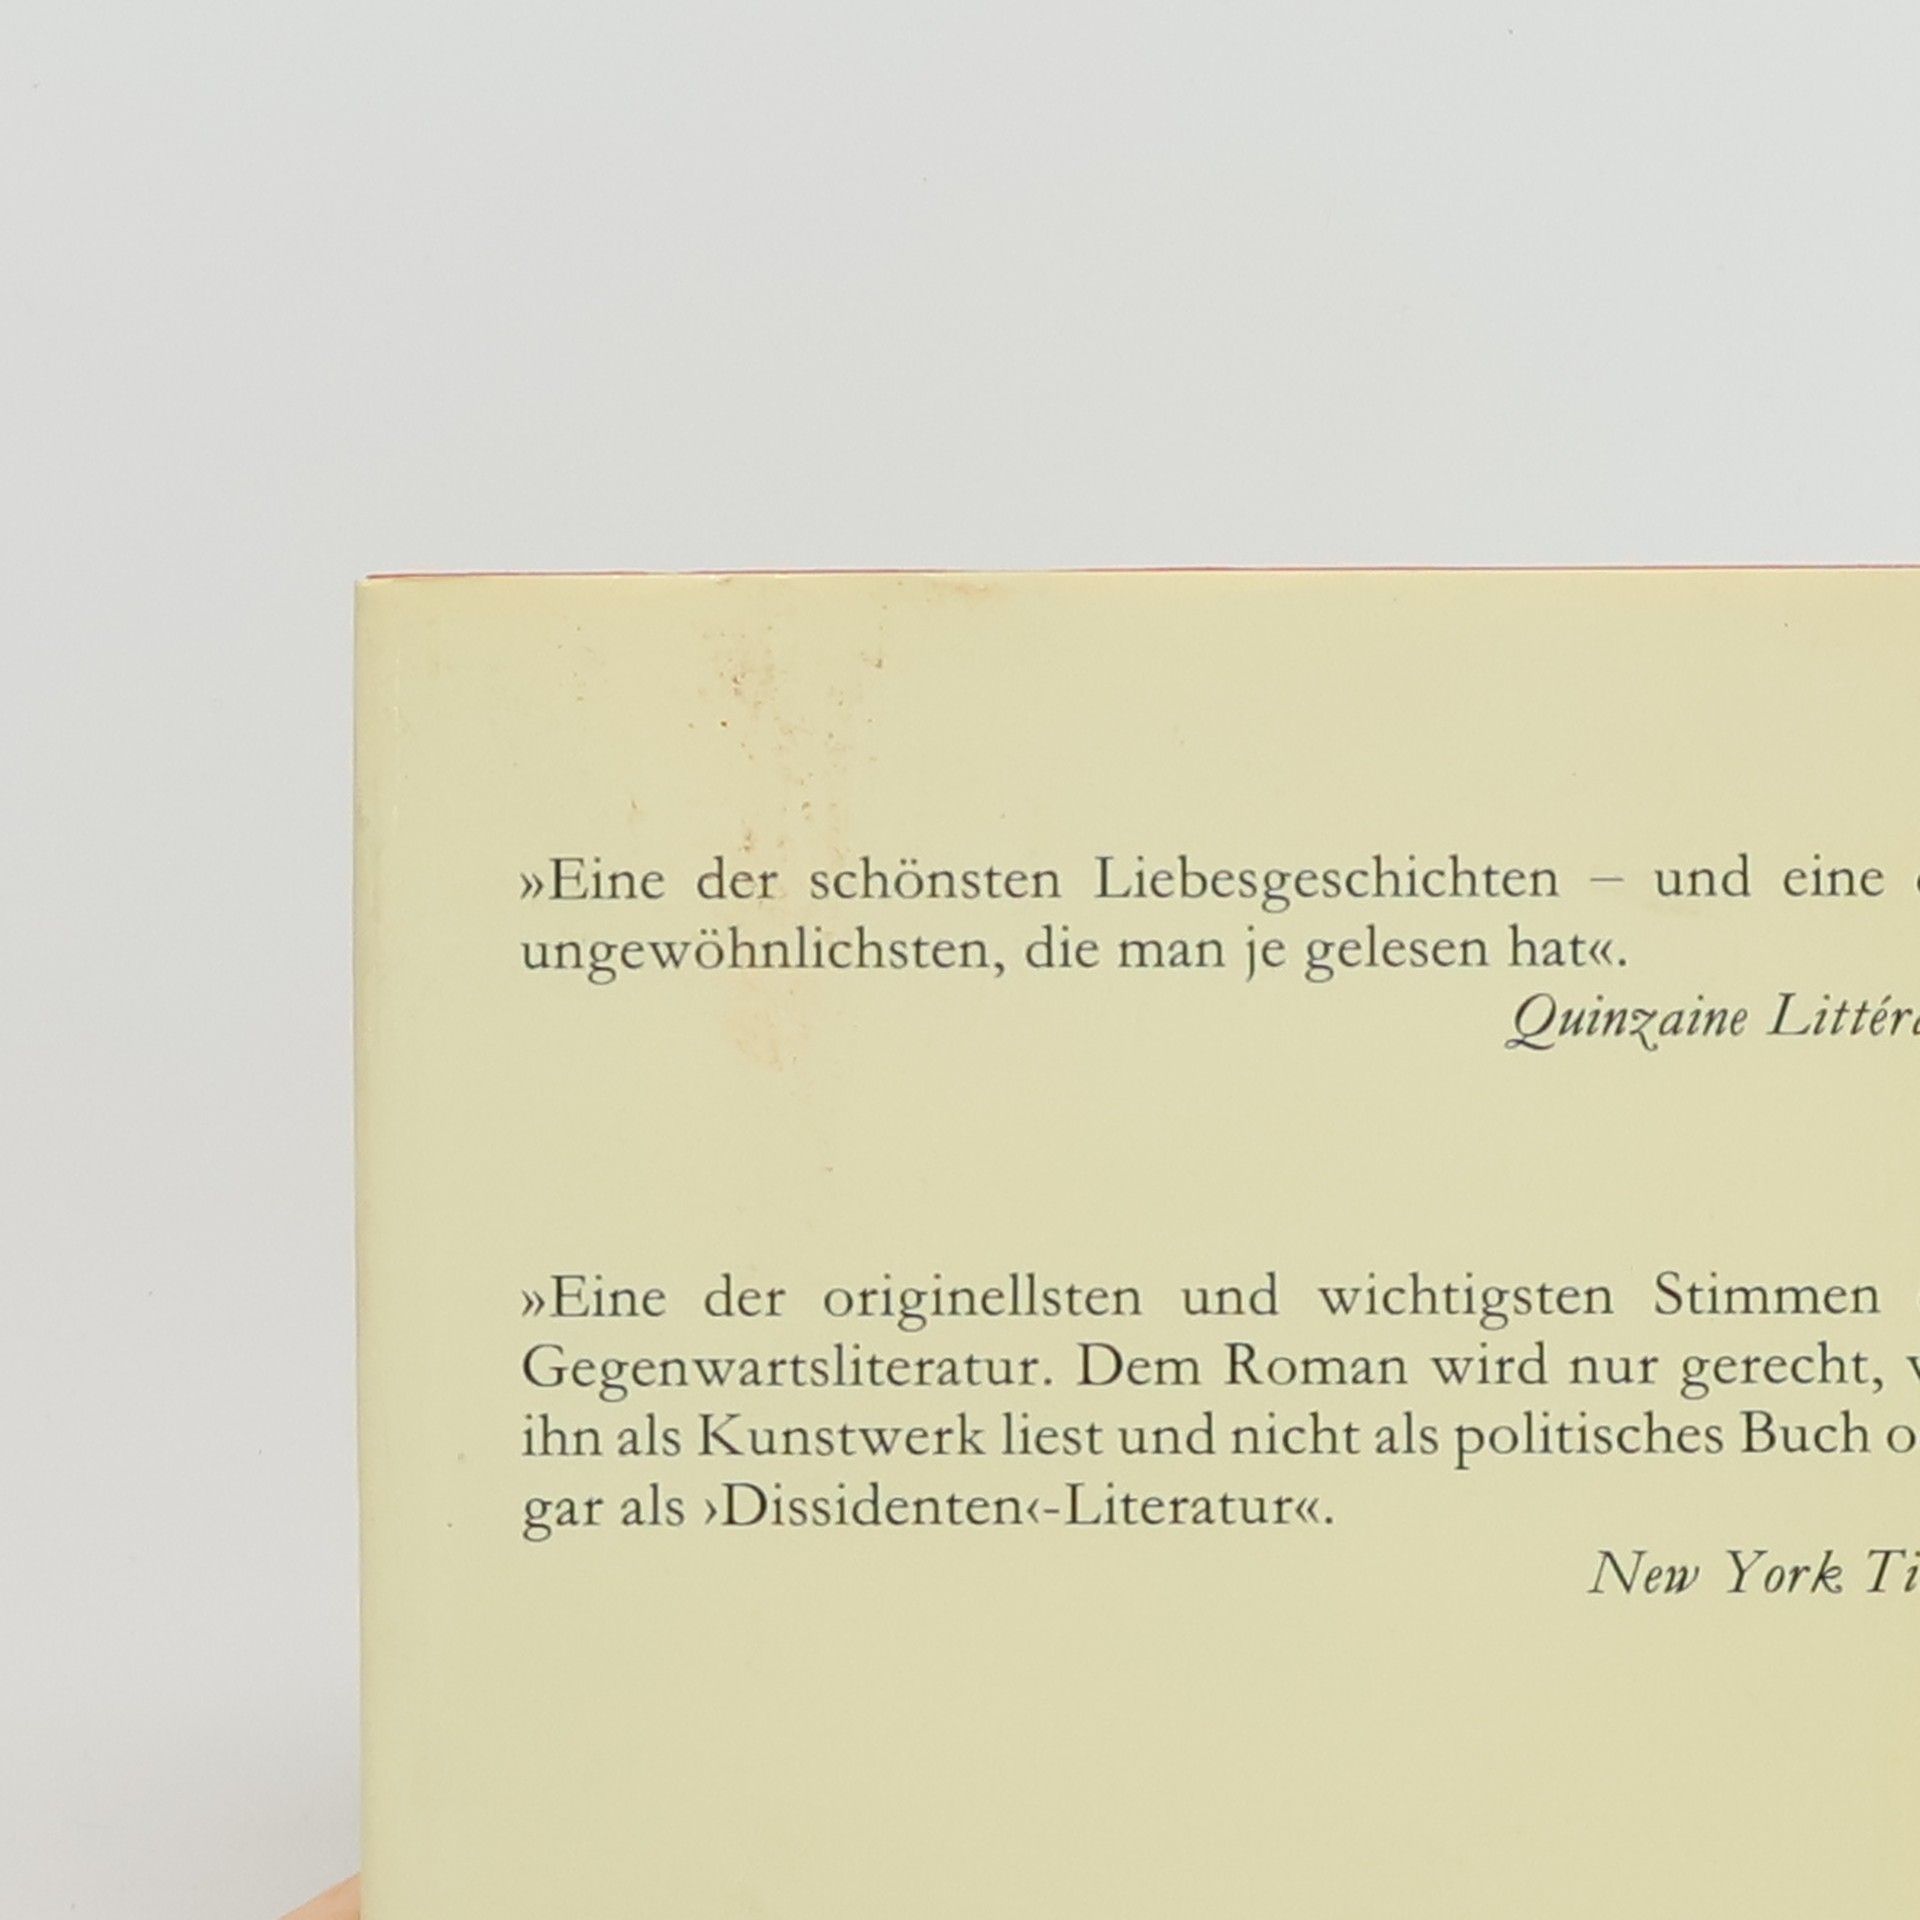 »Eine der schönsten Liebesgeschichten – und eine
ungewöhnlichsten, die man je gelesen hat«.
Quinzaine
»Eine der originellsten und wichtigsten Stimmen
Gegenwartsliteratur. Dem Roman wird nur gerecht,
ihn als Kunstwerk liest und nicht als politisches Buch
gar als ›Dissidenten‹-Literatur«.
New York